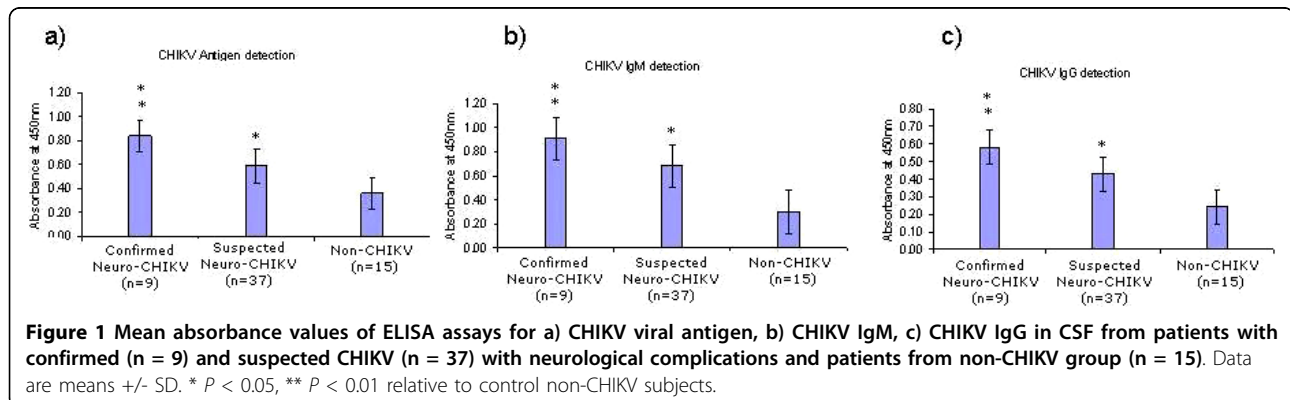 a)
CHIKV Antigen detection
Absorbance at 450nm
1.20
1.00
0.80
0.60
0.40
0.20
0.00
*
*
*
Confirmed Neuro-CHIKV (n=9)
Suspected Neuro-CHIKV (n=37)
Non-CHIKV (n=15)
b)
CHIKV IgM detection
Absorbance at 450nm
1.20
1.00
0.80
0.60
0.40
0.20
0.00
*
*
*
Confirmed Neuro-CHIKV (n=9)
Suspected Neuro-CHIKV (n=37)
Non-CHIKV (n=15)
c)
CHIKV IgG detection
Absorbance at 450nm
0.80
0.70
0.60
0.50
0.40
0.30
0.20
0.10
0.00
*
*
*
Confirmed Neuro-CHIKV (n=9)
Suspected Neuro-CHIKV (n=37)
Non-CHIKV (n=15)
Figure 1 Mean absorbance values of ELISA assays for a) CHIKV viral antigen, b) CHIKV IgM, c) CHIKV IgG in CSF from patients with
confirmed (n = 9) and suspected CHIKV (n = 37) with neurological complications and patients from non-CHIKV group (n = 15). Data
are means +/- SD. * P < 0.05, ** P < 0.01 relative to control non-CHIKV subjects.